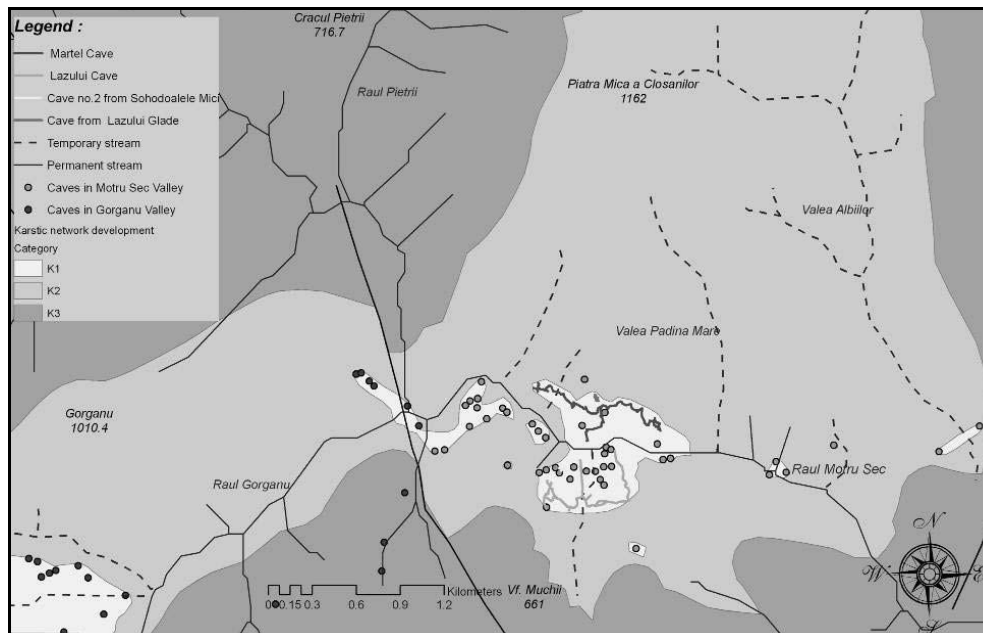 Legend :
Martel Cave
Lazului Cave
Cave no.2 from Sohodoalele Mici
Cave from Lazului Glade
Temporary stream
Permanent stream
Caves in Motru Sec Valley
Caves in Gorganu Valley
Karstic network development
Category
K1
K2
K3
Cracul Pietrii
716.7
Raul Pietrii
Piatra Mica a Closanilor
1162
Valea Albiilor
Valea Padina Mare
Gorganu
1010.4
Raul Gorganu
Raul Motru Sec
N
W
E
S
Kilometers
0 0.15 0.3 0.6 0.9 1.2
Vf. Muchii
661